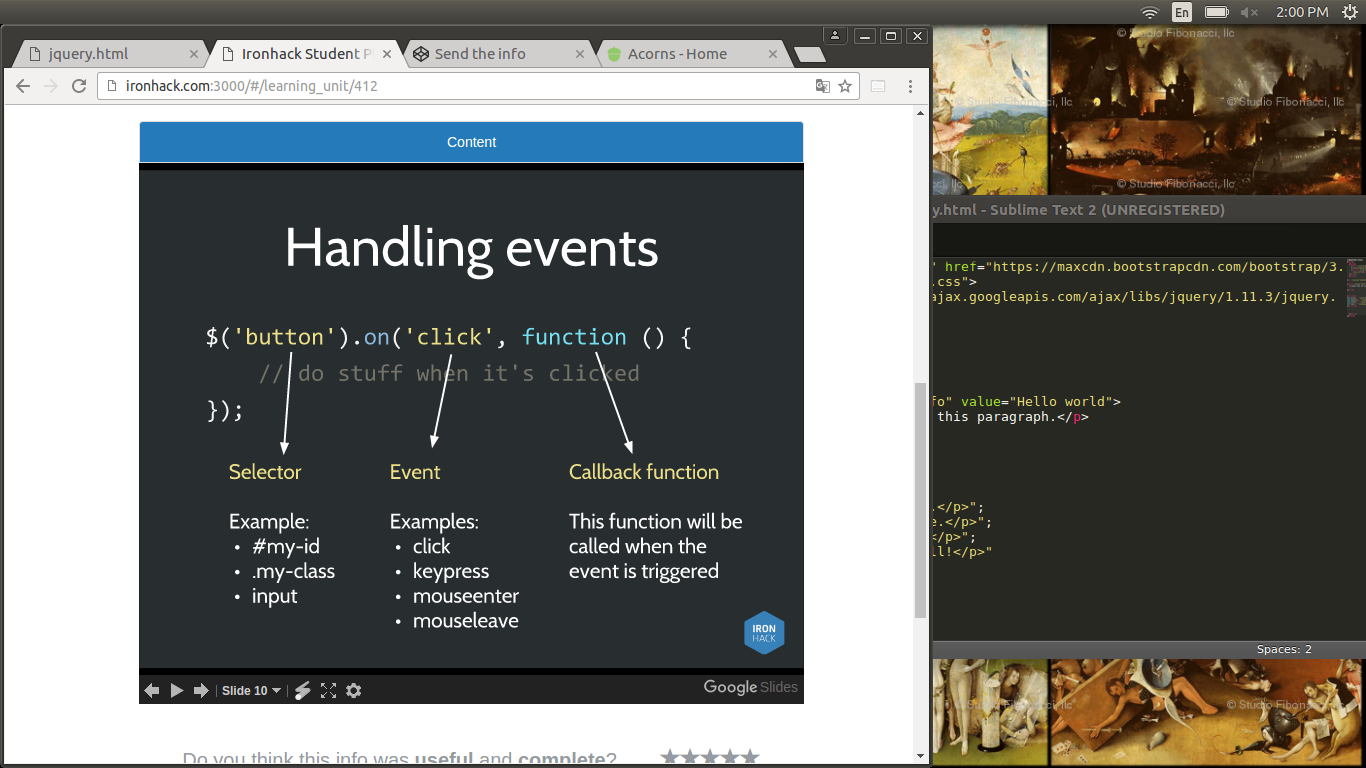 En
2:00 PM
jquery.html
Ironhack Student P
Send the info
Acorns - Home
ironhack.com:3000/#/learning_unit/412
Content
Handling events
$('button').on('click', function () {
// do stuff when it's clicked
});
Selector
Example:
• #my-id
• .my-class
• input
Event
Examples:
• click
• keypress
• mouseenter
• mouseleave
Callback function
This function will be
called when the
event is triggered
IRON
HACK
Slide 10
Google Slides
Do you think this info was useful and complete?
© Studio Fibonacci, llc
© Studio Fibonacci, llc
© Studio Fibonacci, llc
y.html - Sublime Text 2 (UNREGISTERED)
" href="https://maxcdn.bootstrapcdn.com/bootstrap/3.
.css">
ajax.googleapis.com/ajax/libs/jquery/1.11.3/jquery.
fo" value="Hello world">
this paragraph.</p>
.</p>";
e.</p>";
</p>";
ll!</p>"
Spaces: 2
© Studio Fibonacci, llc
© Studio Fibonacci, llc